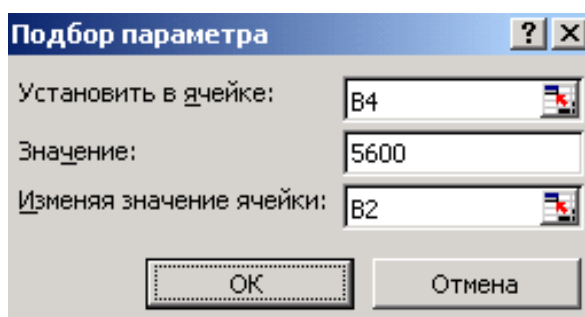 Подбор параметра ? ×
Установить в ячейке: B4
Значение: 5600
Изменяя значение ячейки: B2
OK Отмена